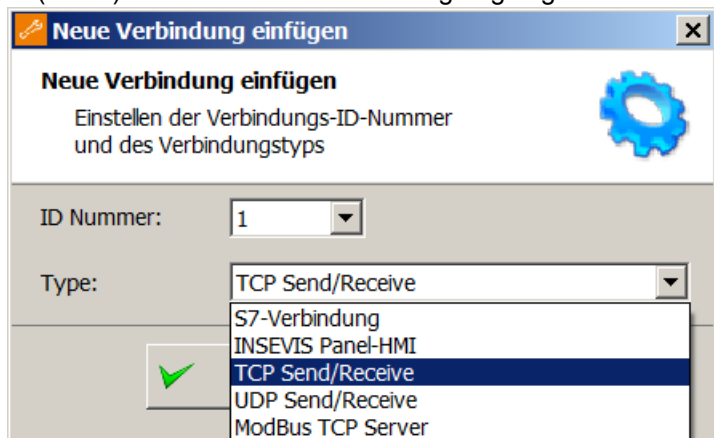 Neue Verbindung einfügen
Neue Verbindung einfügen
Einstellen der Verbindungs-ID-Nummer
und des Verbindungstyps
ID Nummer: 1
Type: TCP Send/Receive
S7-Verbindung
INSEVIS Panel-HMI
TCP Send/Receive
UDP Send/Receive
ModBus TCP Server